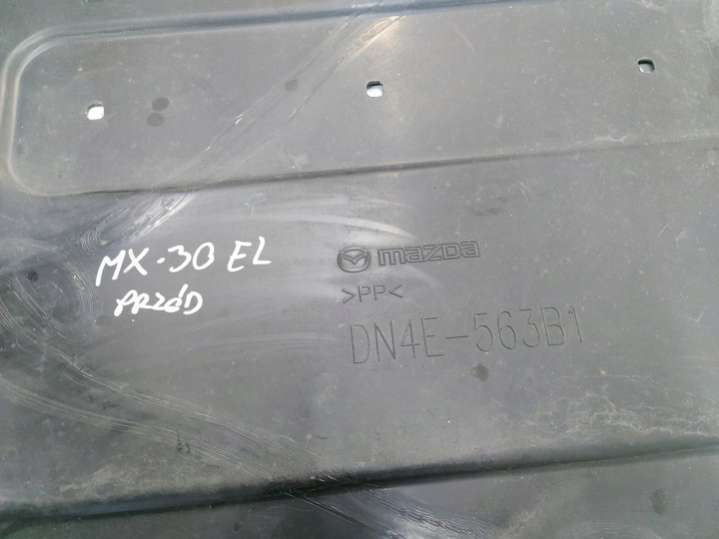 MX-30 EL
PRZÓD
mazda
>PP<
DN4E-563B1